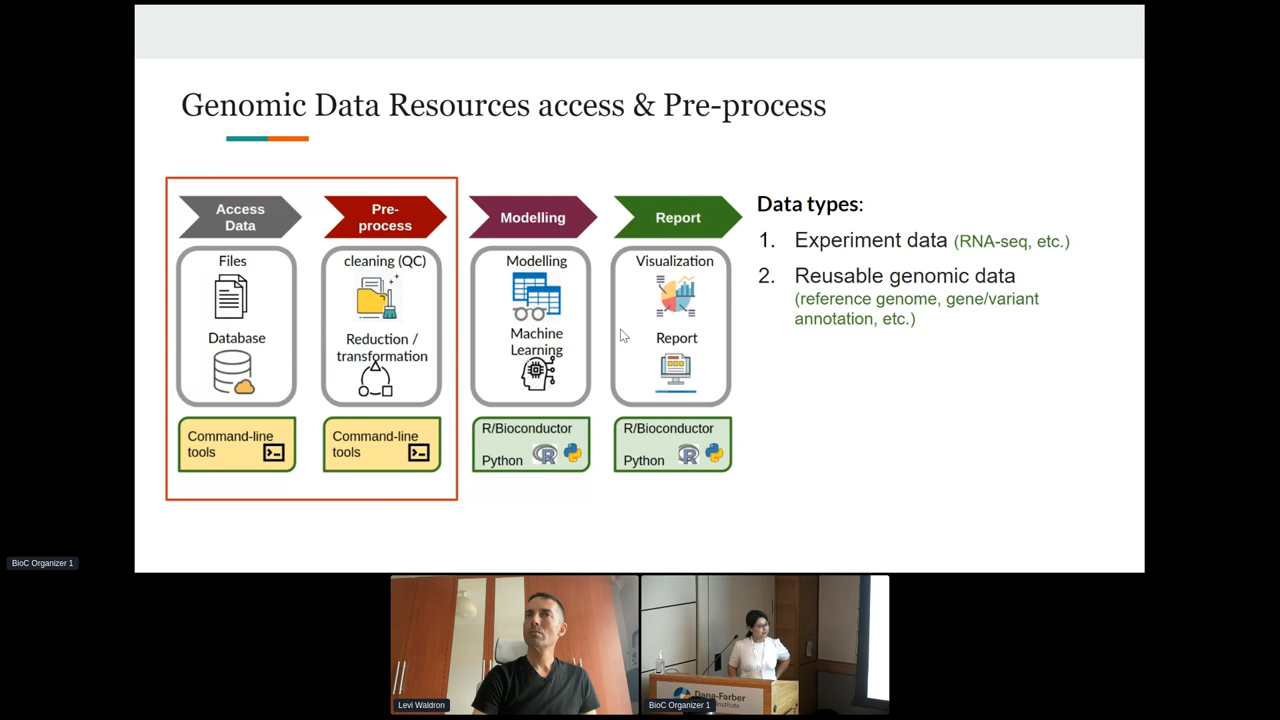 Genomic Data Resources access & Pre-process
Access
Data
Pre-
process
Modelling
Report
Files
Database
cleaning (QC)
Reduction /
transformation
Modelling
Machine
Learning
Visualization
Report
Command-line
tools
Command-line
tools
R/Bioconductor
Python
R/Bioconductor
Python
Data types:
1. Experiment data (RNA-seq, etc.)
2. Reusable genomic data
(reference genome, gene/variant
annotation, etc.)
BioC Organizer 1
Levi Waldron
Dana-Farber
Institute
BioC Organizer 1